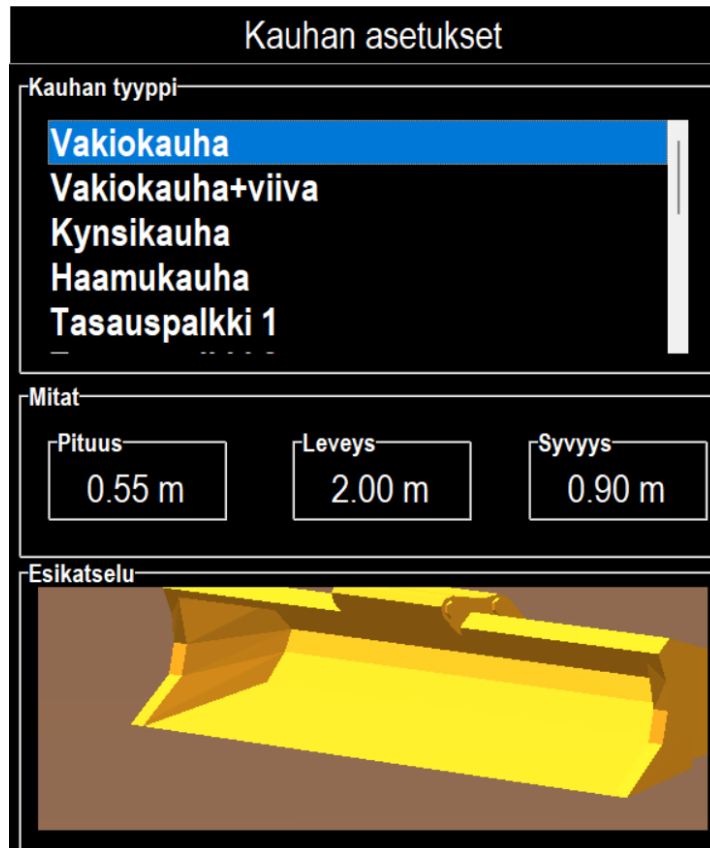 Kauhan asetukset
Kauhan tyyppi
Vakiokauha
Vakiokauha+viiva
Kynsikauha
Haamukauha
Tasauspalkki 1
Mitat
Pituus Leveys Syvyys
0.55 m 2.00 m 0.90 m
Esikatselu